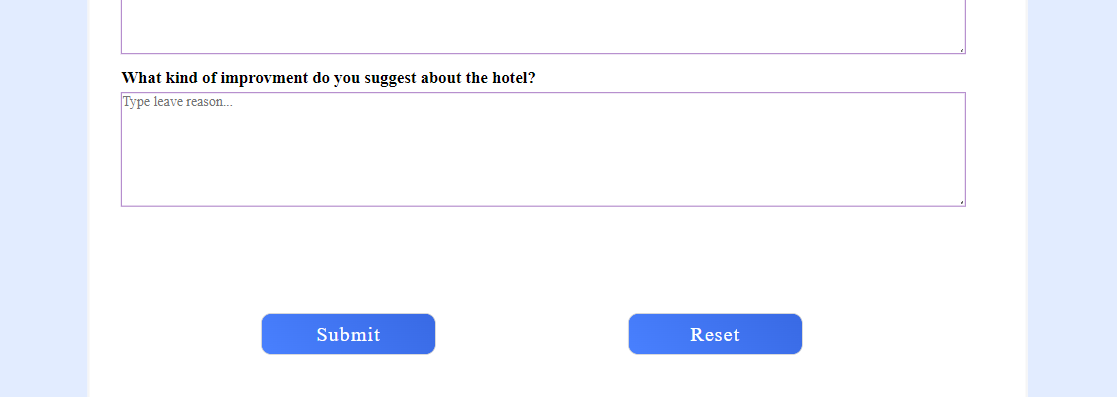 What kind of improvment do you suggest about the hotel?
Type leave reason...
Submit
Reset